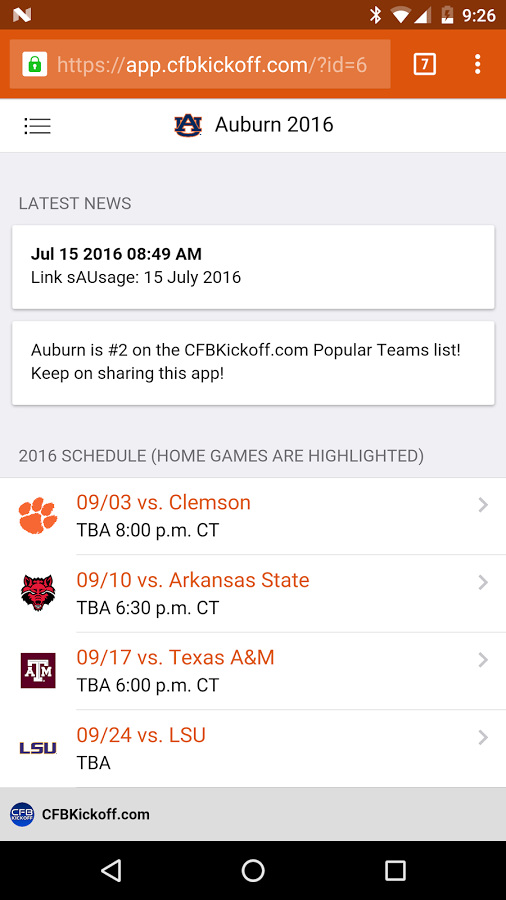 9:26
https://app.cfbkickoff.com/?id=6
7
Auburn 2016
LATEST NEWS
Jul 15 2016 08:49 AM
Link sAUsage: 15 July 2016
Auburn is #2 on the CFBKickoff.com Popular Teams list!
Keep on sharing this app!
2016 SCHEDULE (HOME GAMES ARE HIGHLIGHTED)
09/03 vs. Clemson
TBA 8:00 p.m. CT
09/10 vs. Arkansas State
TBA 6:30 p.m. CT
ATM
09/17 vs. Texas A&M
TBA 6:00 p.m. CT
LSU
09/24 vs. LSU
TBA
CFB
KICKOFF
CFBKickoff.com